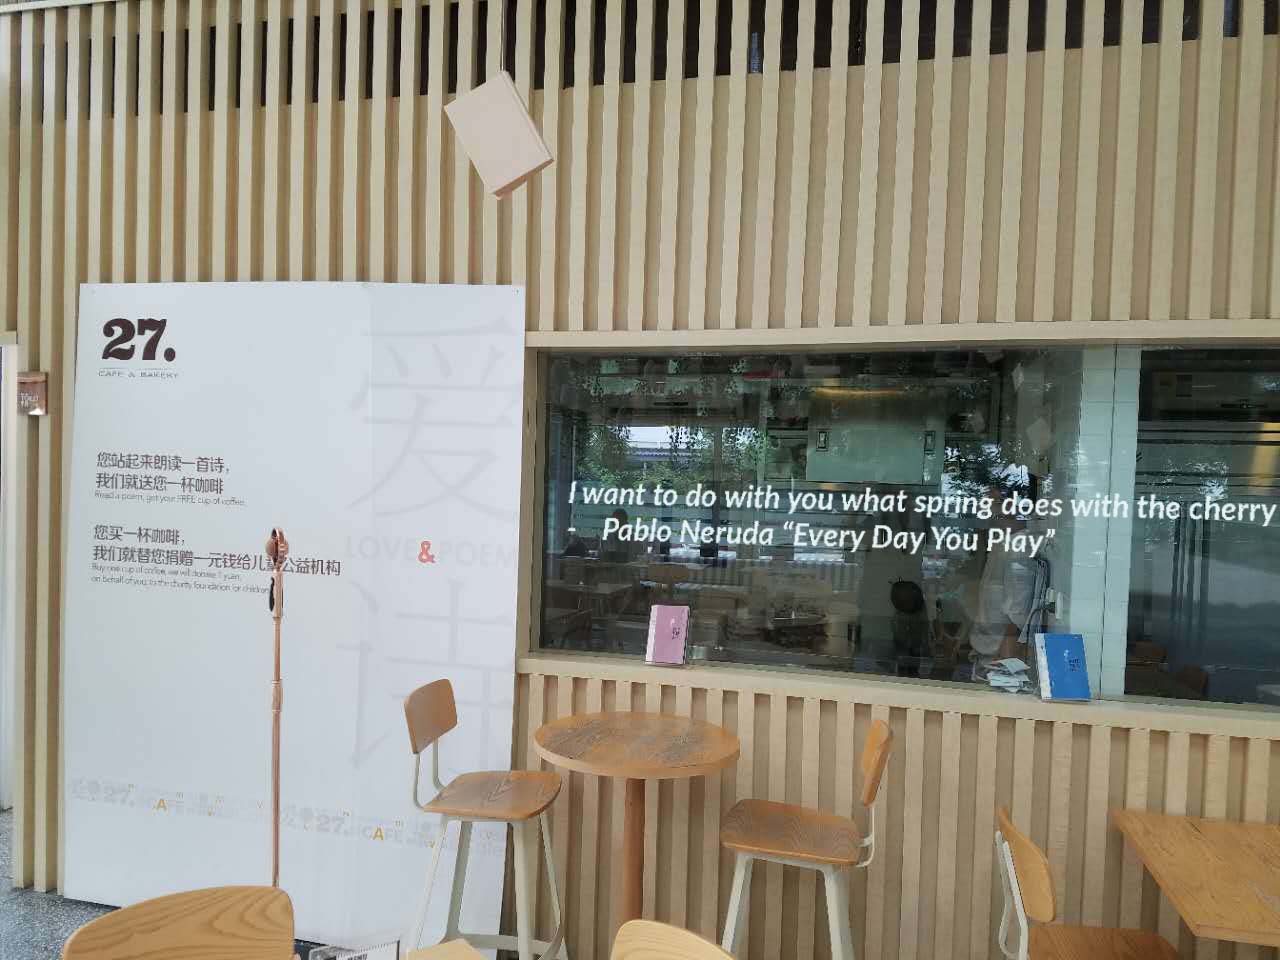 27.
CAFE & BAKERY
您站起来朗读一首诗,
我们就送您一杯咖啡
Read a poem, get your FREE cup of coffee.
您买一杯咖啡,
我们就替您捐赠一元钱给儿童公益机构
Buy one cup of coffee, we will donate 1 yuan,
on behalf of you, to the charity foundation for children
爱
LOVE & POEM
诗
27. CAFE
27. CAFE
I want to do with you what spring does with the cherry
- Pablo Neruda “Every Day You Play”